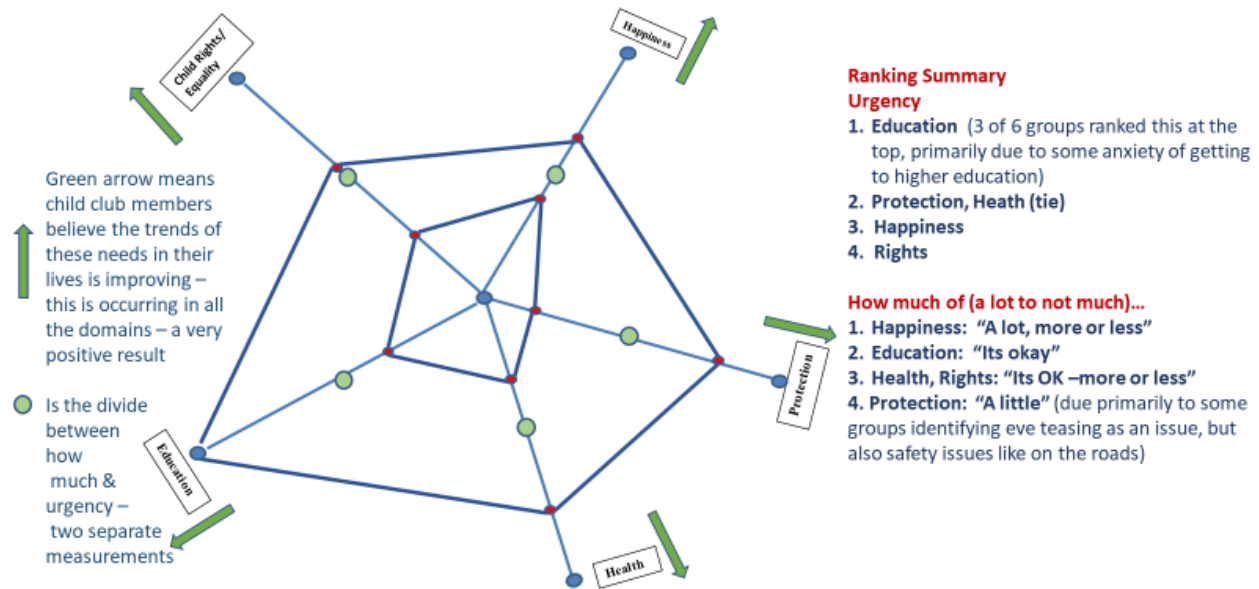 Child Rights/
Equality
Happiness
Green arrow means
child club members
believe the trends of
these needs in their
lives is improving –
this is occurring in all
the domains – a very
positive result
Is the divide
between
how
much &
urgency –
two separate
measurements
Education
Health
Protection
Ranking Summary
Urgency
1. Education (3 of 6 groups ranked this at the
top, primarily due to some anxiety of getting
to higher education)
2. Protection, Heath (tie)
3. Happiness
4. Rights
How much of (a lot to not much)...
1. Happiness: “A lot, more or less”
2. Education: “Its okay”
3. Health, Rights: “Its OK –more or less”
4. Protection: “A little” (due primarily to some
groups identifying eve teasing as an issue, but
also safety issues like on the roads)